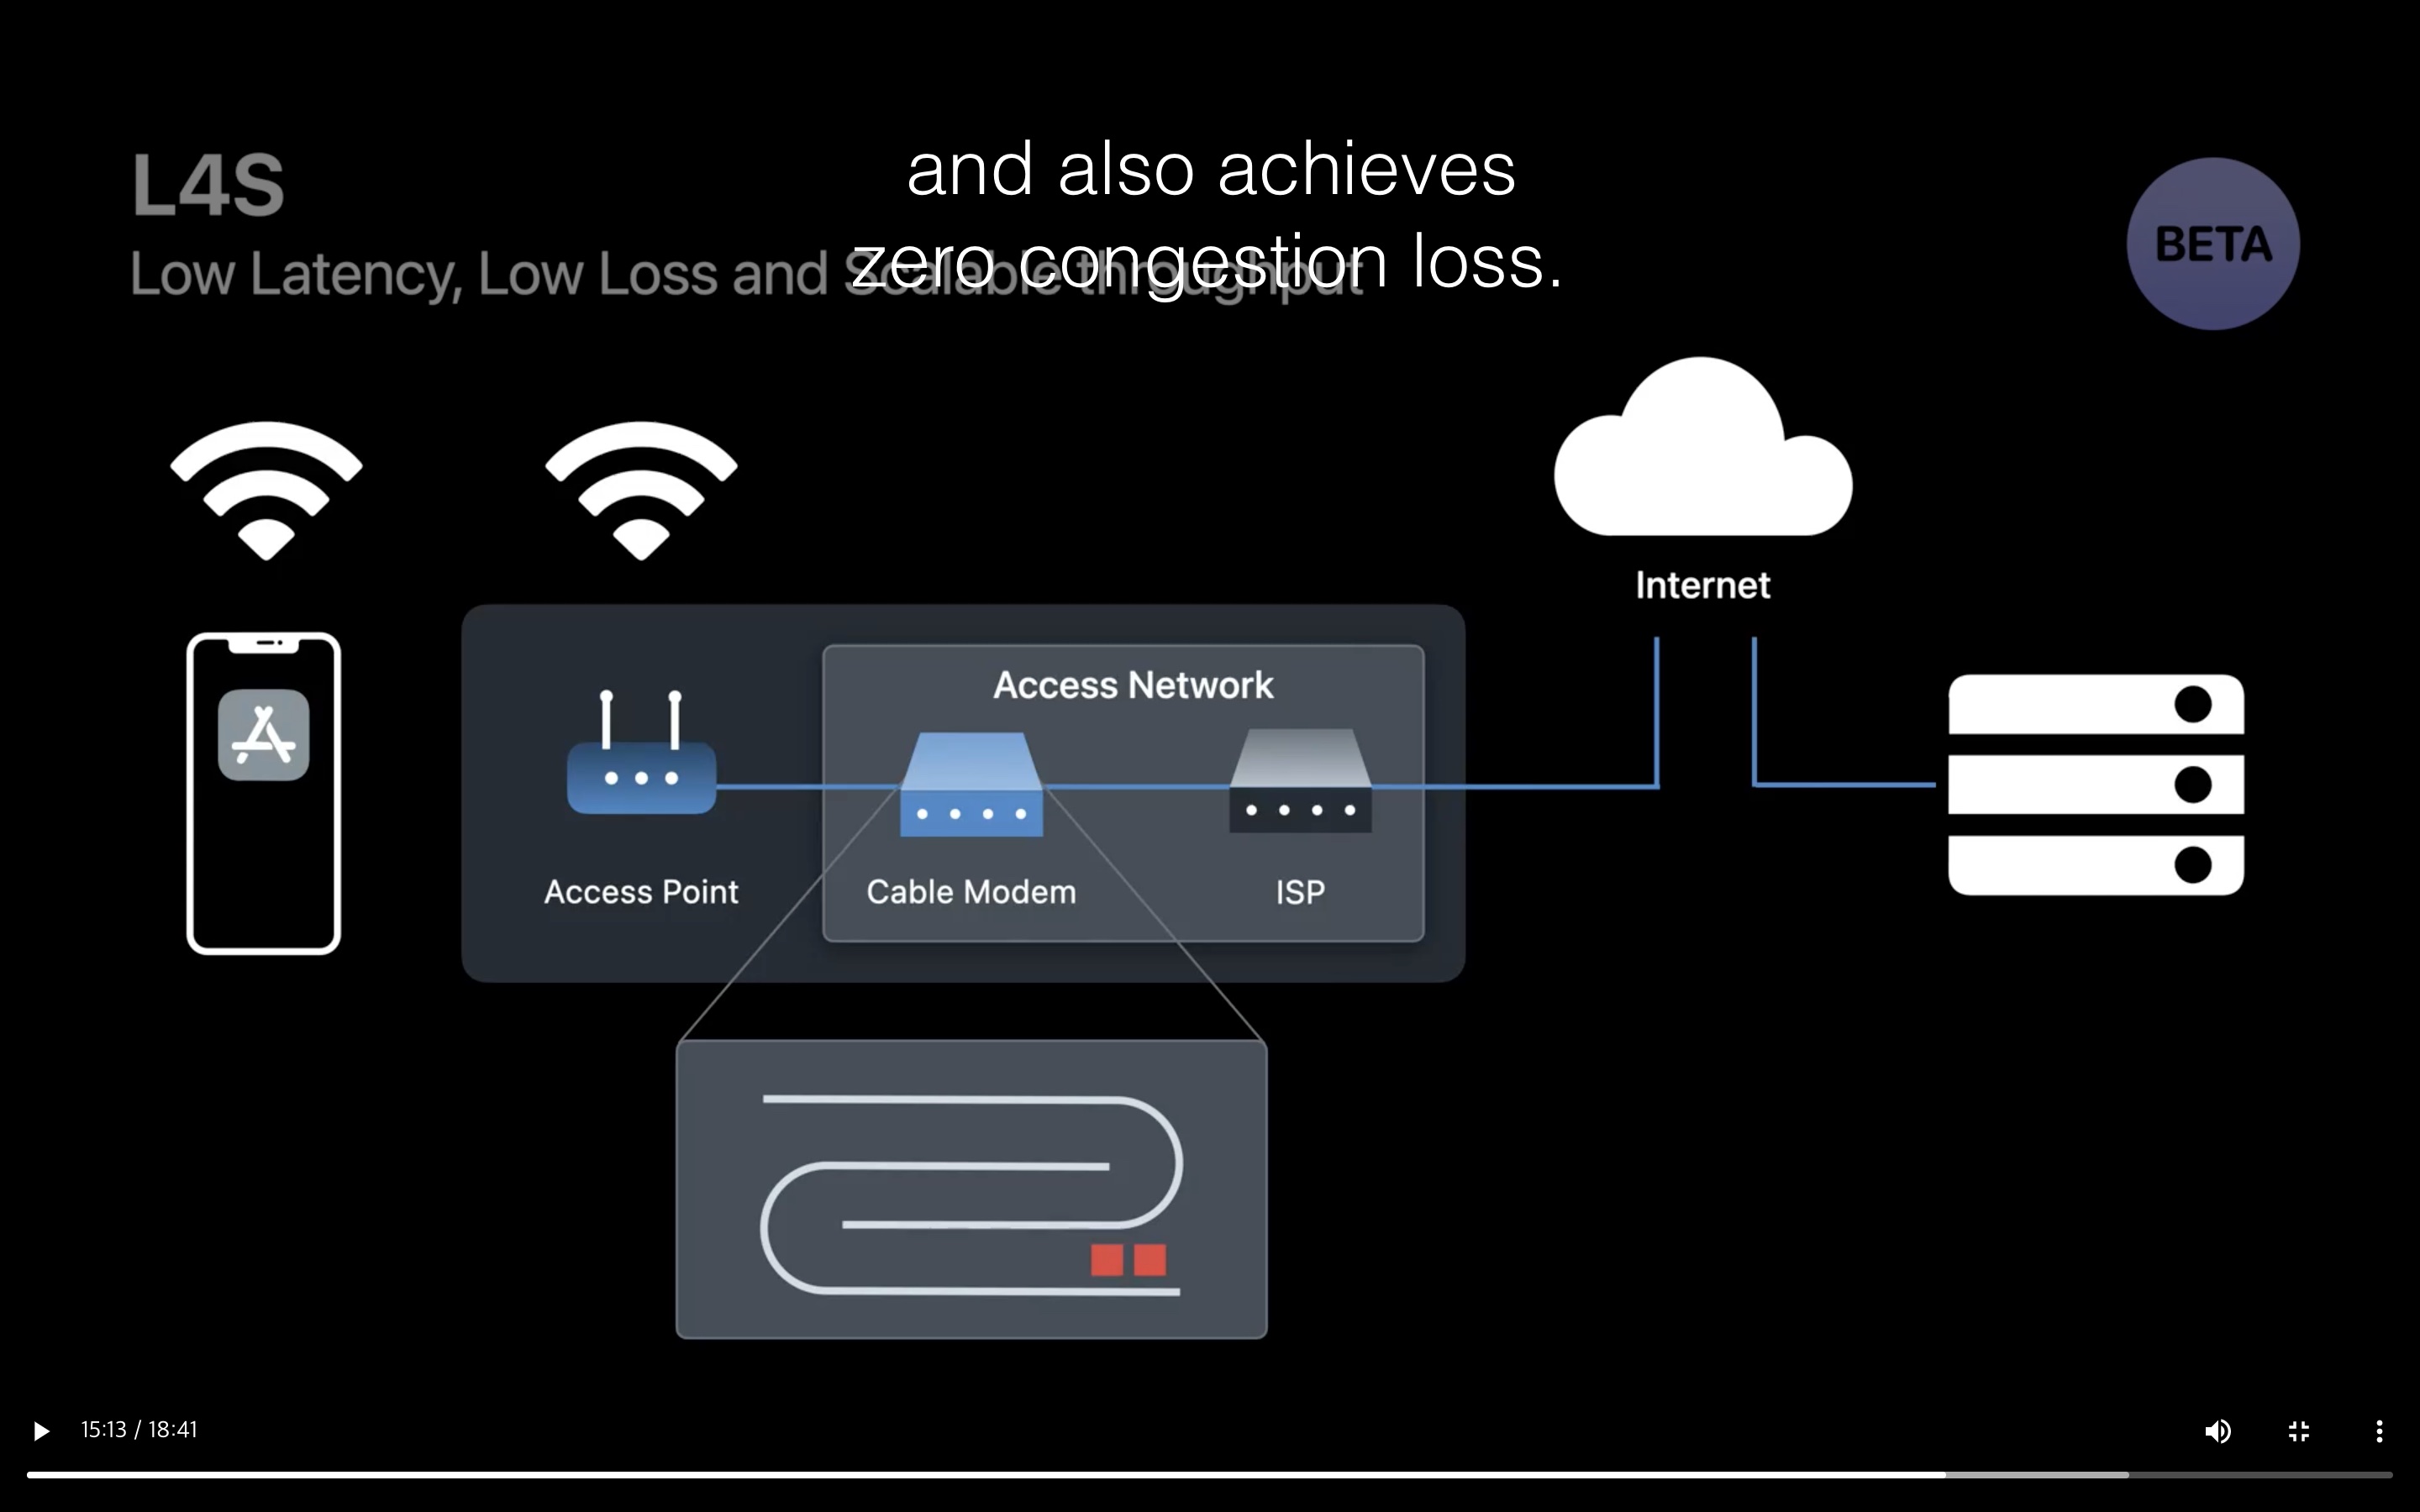 L4S
Low Latency, Low Loss and Scalable throughput
and also achieves
zero congestion loss.
BETA
Internet
Access Network
Access Point
Cable Modem
ISP
15:13 / 18:41